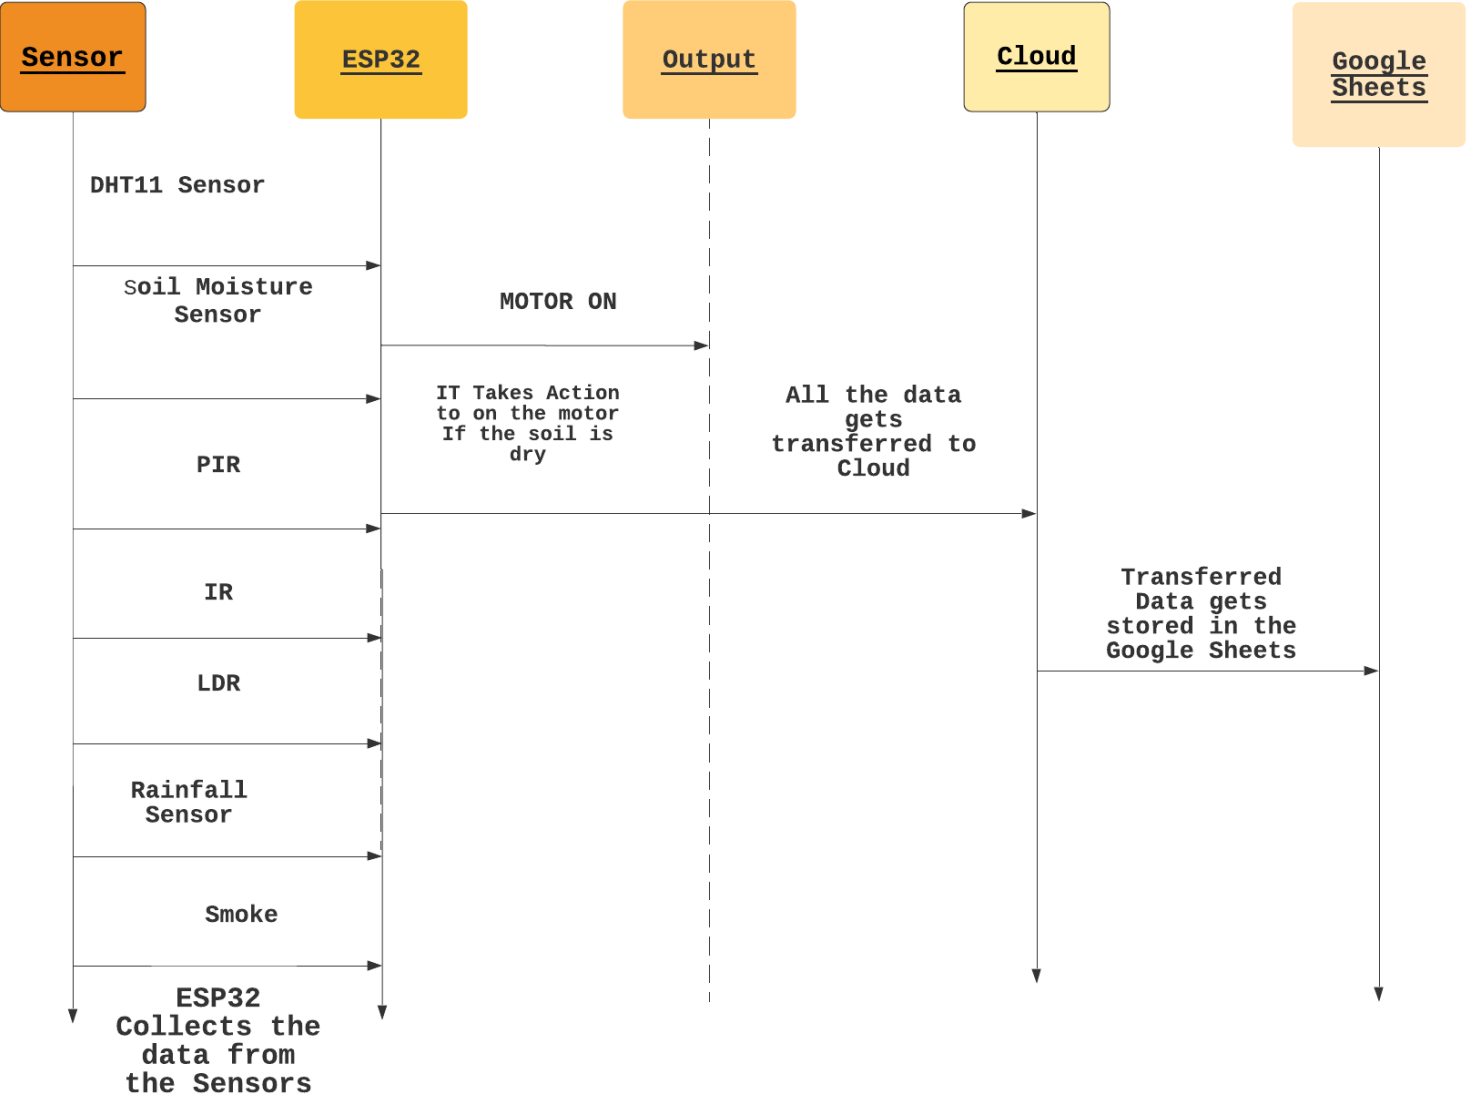 Sensor
ESP32
Output
Cloud
Google
Sheets
DHT11 Sensor
Soil Moisture
Sensor
MOTOR ON
IT Takes Action
to on the motor
If the soil is
dry
All the data
gets
transferred to
Cloud
PIR
IR
Transferred
Data gets
stored in the
Google Sheets
LDR
Rainfall
Sensor
Smoke
ESP32
Collects the
data from
the Sensors